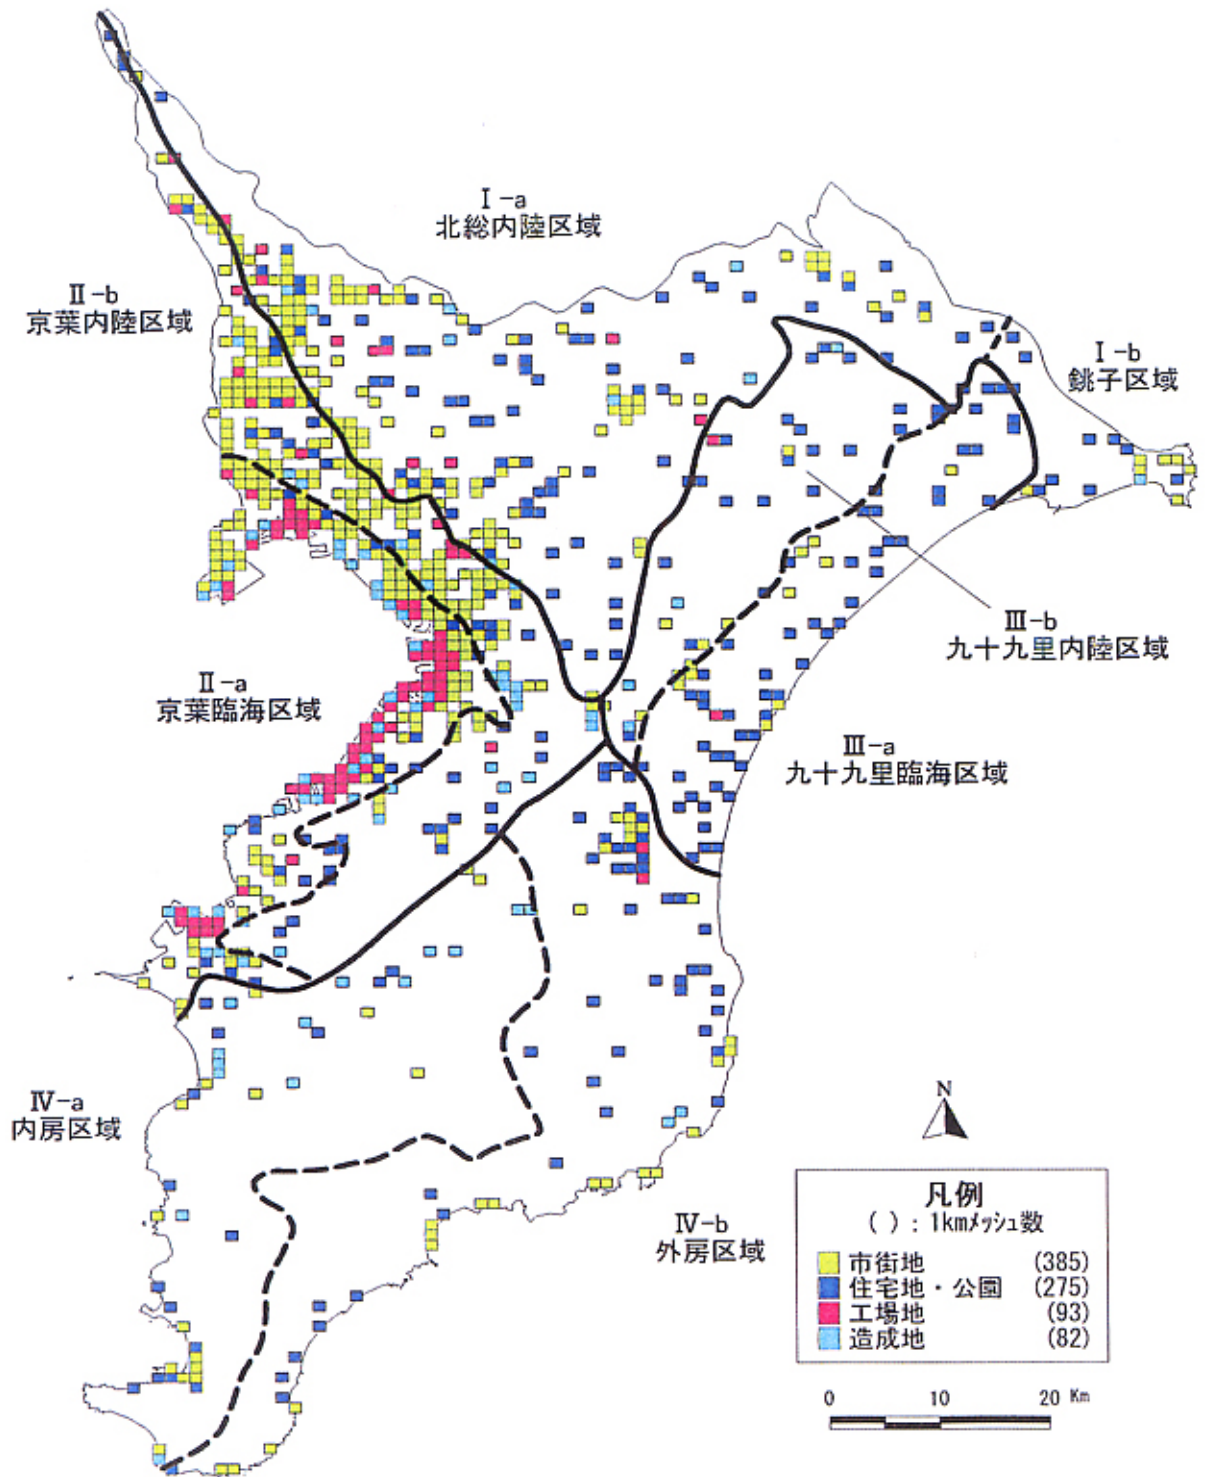 Ⅰ-a
北総内陸区域
Ⅱ-b
京葉内陸区域
Ⅰ-b
銚子区域
Ⅲ-b
九十九里内陸区域
Ⅱ-a
京葉臨海区域
Ⅲ-a
九十九里臨海区域
Ⅳ-a
内房区域
N
Ⅳ-b
外房区域
凡例
( ) : 1kmメッシュ数
市街地 (385)
住宅地・公園 (275)
工場地 (93)
造成地 (82)
0 10 20 Km